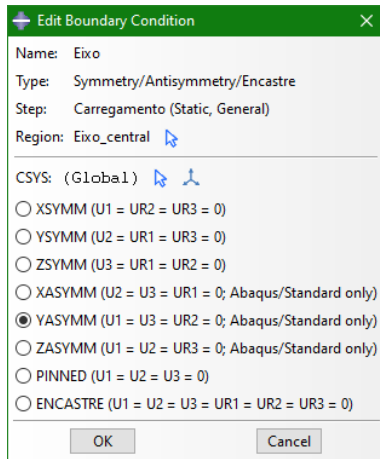 Edit Boundary Condition
Name: Eixo
Type: Symmetry/Antisymmetry/Encastre
Step: Carregamento (Static, General)
Region: Eixo_central
CSYS: (Global)
XSYMM (U1 = UR2 = UR3 = 0)
YSYMM (U2 = UR1 = UR3 = 0)
ZSYMM (U3 = UR1 = UR2 = 0)
XASYMM (U2 = U3 = UR1 = 0; Abaqus/Standard only)
YASYMM (U1 = U3 = UR2 = 0; Abaqus/Standard only)
ZASYMM (U1 = U2 = UR3 = 0; Abaqus/Standard only)
PINNED (U1 = U2 = U3 = 0)
ENCASTRE (U1 = U2 = U3 = UR1 = UR2 = UR3 = 0)
OK Cancel